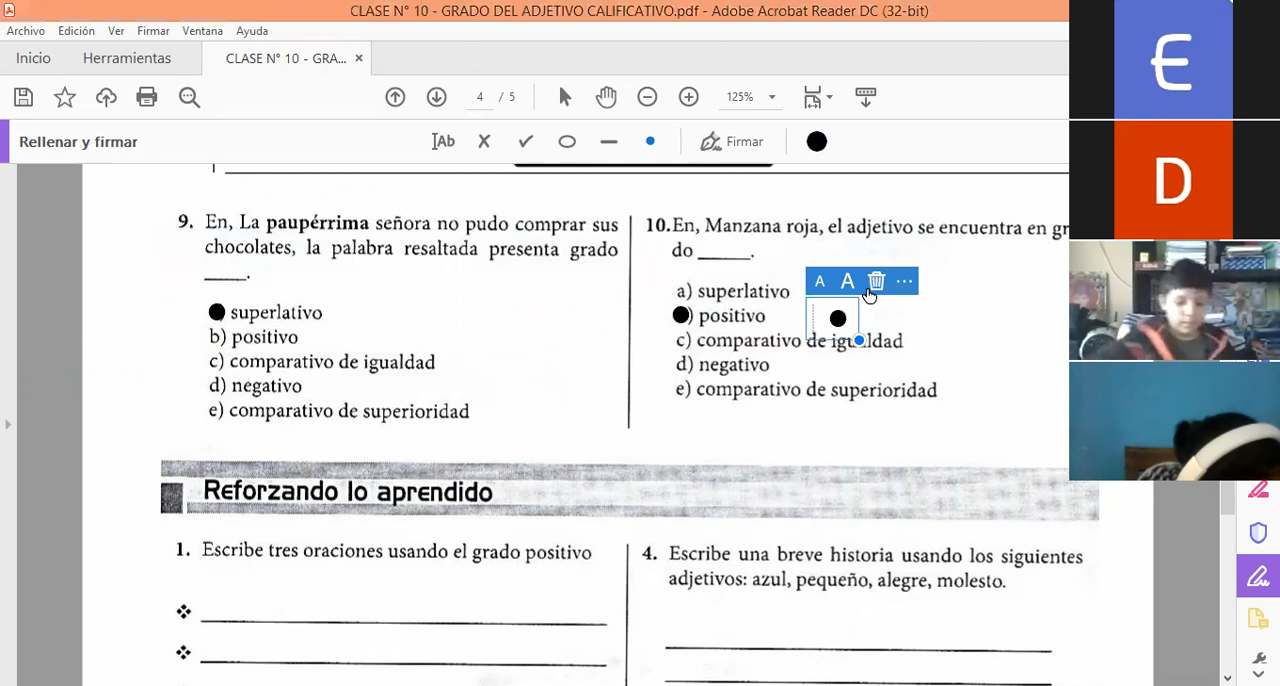 CLASE N° 10 - GRADO DEL ADJETIVO CALIFICATIVO.pdf - Adobe Acrobat Reader DC (32-bit)
Archivo Edición Ver Firmar Ventana Ayuda
Inicio Herramientas CLASE N° 10 - GRA... ×
4 / 5 125%
Rellenar y firmar Ab Firmar
E
D
9. En, La paupérrima señora no pudo comprar sus
chocolates, la palabra resaltada presenta grado
_____.
superlativo
b) positivo
c) comparativo de igualdad
d) negativo
e) comparativo de superioridad
10. En, Manzana roja, el adjetivo se encuentra en gr
do _____.
A A ...
a) superlativo
) positivo
c) comparativo de igualdad
d) negativo
e) comparativo de superioridad
Reforzando lo aprendido
1. Escribe tres oraciones usando el grado positivo
4. Escribe una breve historia usando los siguientes
adjetivos: azul, pequeño, alegre, molesto.